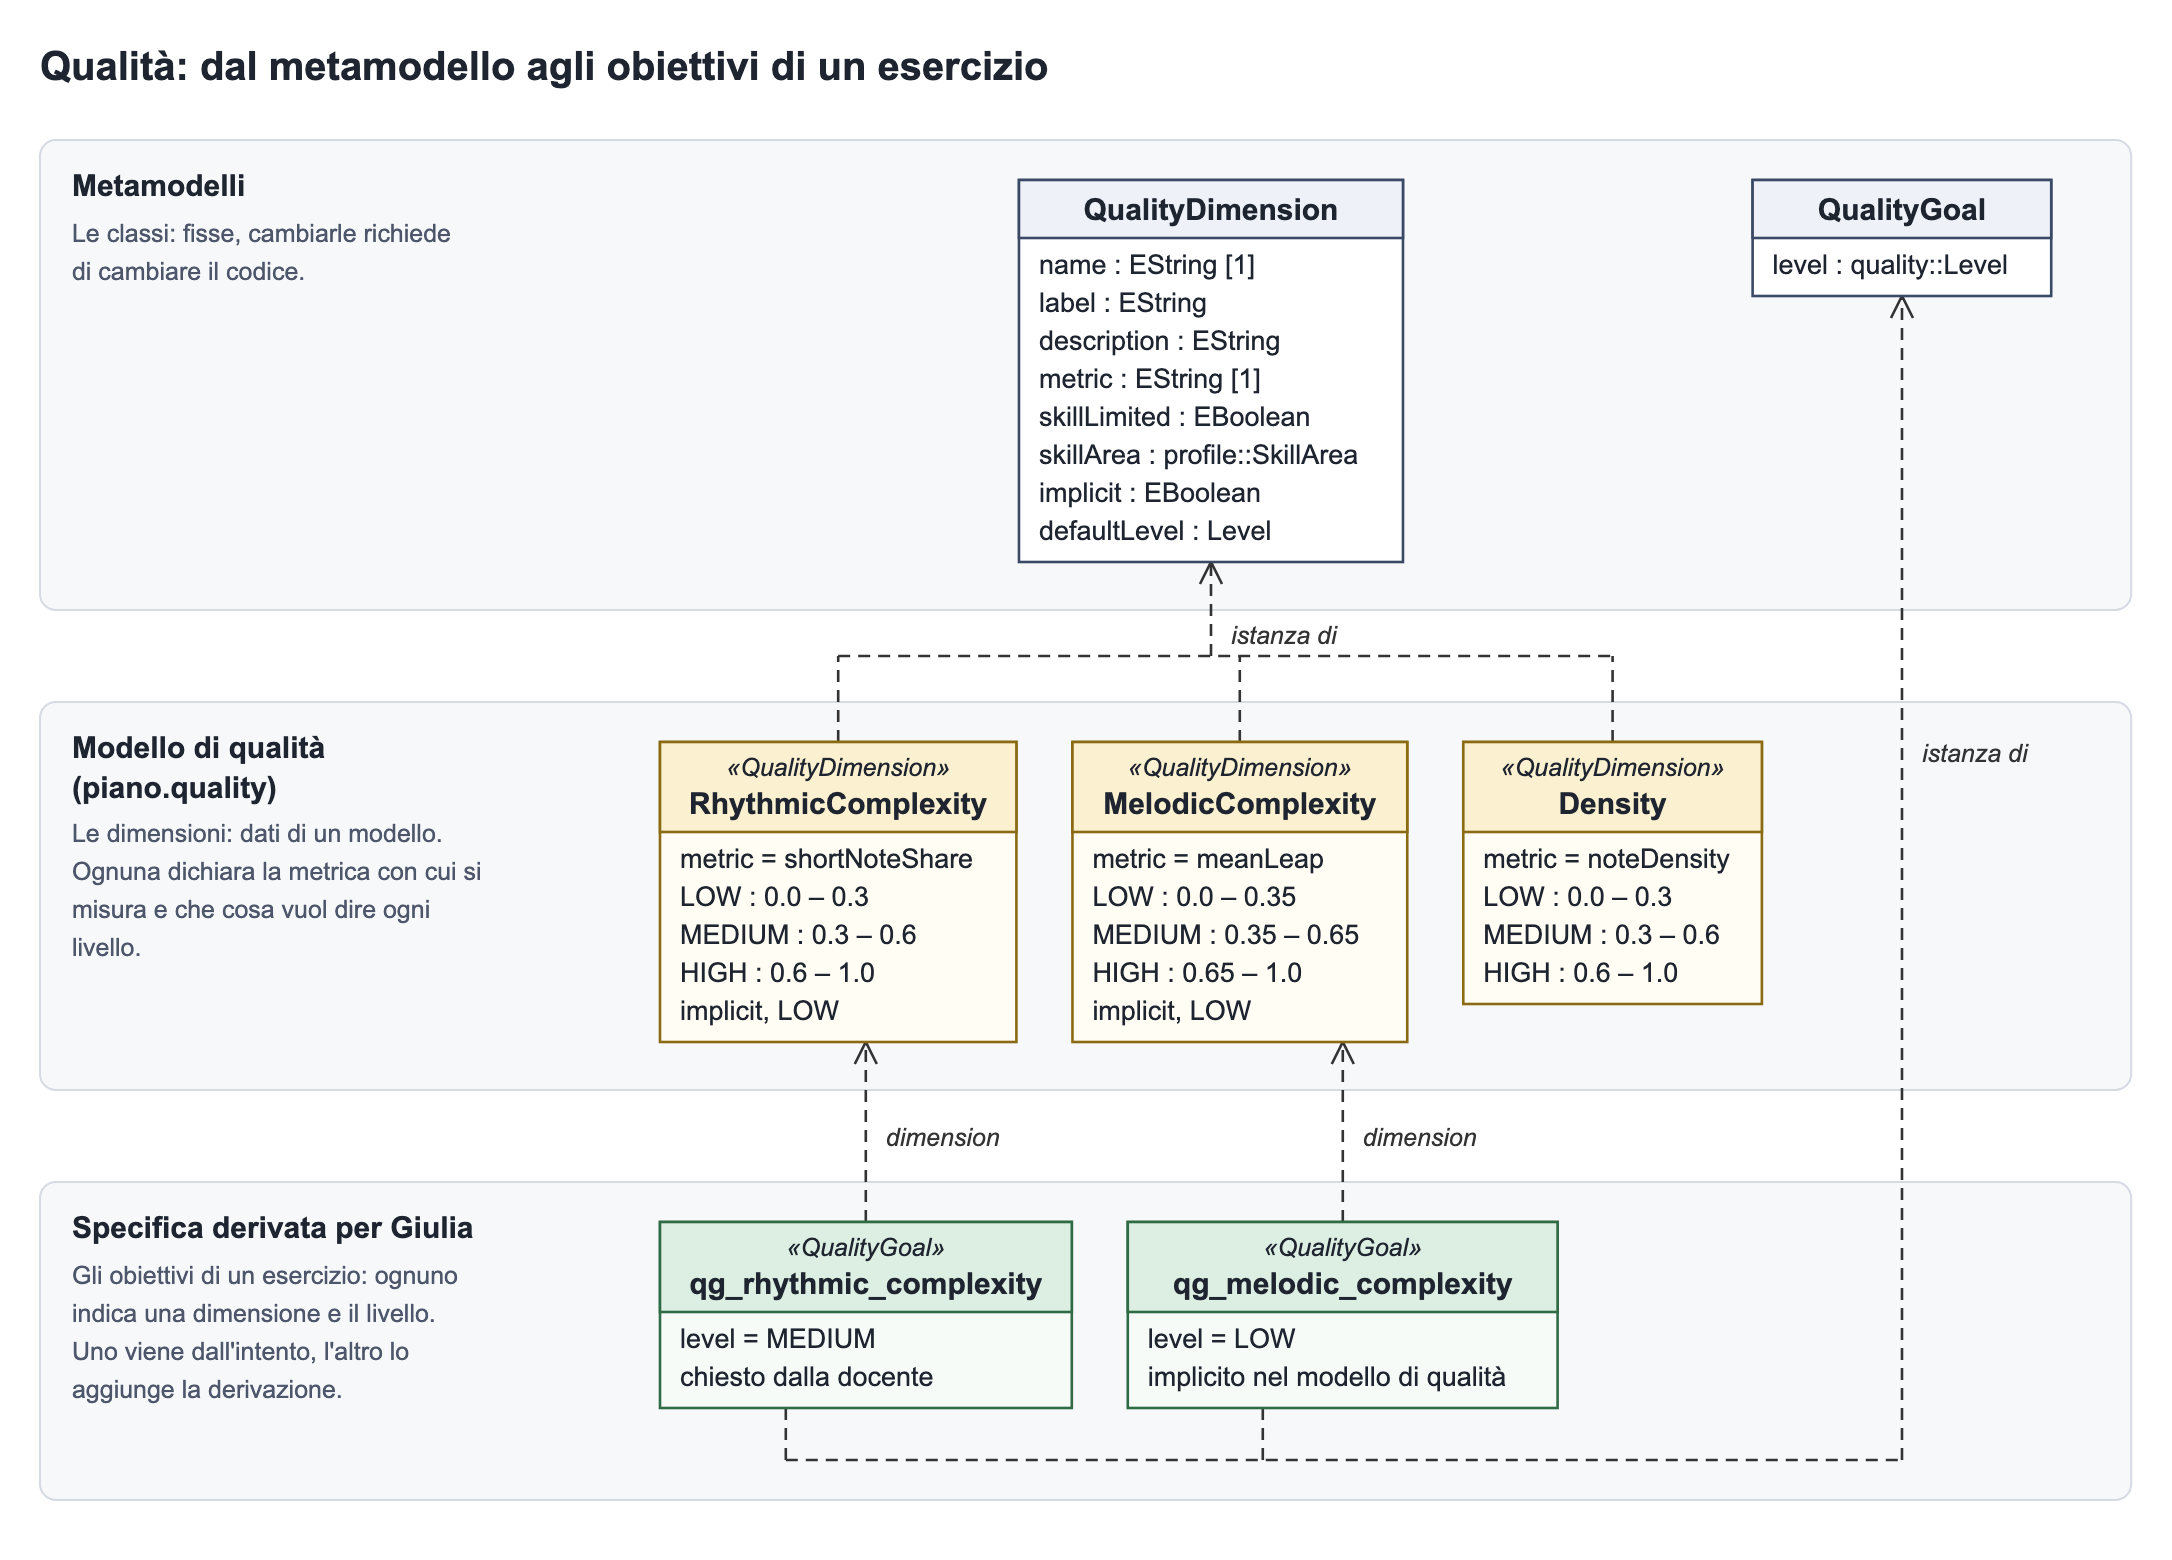 Qualità: dal metamodello agli obiettivi di un esercizio
Metamodelli
Le classi: fisse, cambiarle richiede
di cambiare il codice.
QualityDimension
name : EString [1]
label : EString
description : EString
metric : EString [1]
skillLimited : EBoolean
skillArea : profile::SkillArea
implicit : EBoolean
defaultLevel : Level
QualityGoal
level : quality::Level
istanza di
Modello di qualità
(piano.quality)
Le dimensioni: dati di un modello.
Ognuna dichiara la metrica con cui si
misura e che cosa vuol dire ogni
livello.
«QualityDimension»
RhythmicComplexity
metric = shortNoteShare
LOW : 0.0 – 0.3
MEDIUM : 0.3 – 0.6
HIGH : 0.6 – 1.0
implicit, LOW
«QualityDimension»
MelodicComplexity
metric = meanLeap
LOW : 0.0 – 0.35
MEDIUM : 0.35 – 0.65
HIGH : 0.65 – 1.0
implicit, LOW
«QualityDimension»
Density
metric = noteDensity
LOW : 0.0 – 0.3
MEDIUM : 0.3 – 0.6
HIGH : 0.6 – 1.0
istanza di
dimension
dimension
Specifica derivata per Giulia
Gli obiettivi di un esercizio: ognuno
indica una dimensione e il livello.
Uno viene dall'intento, l'altro lo
aggiunge la derivazione.
«QualityGoal»
qg_rhythmic_complexity
level = MEDIUM
chiesto dalla docente
«QualityGoal»
qg_melodic_complexity
level = LOW
implicito nel modello di qualità